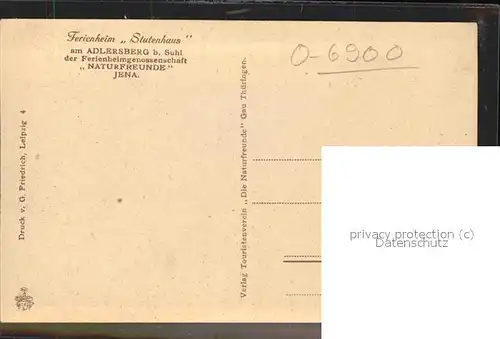 Ferienheim „Stutenhaus"
am ADLERSBERG b. Suhl
der Ferienheimgenossenschaft
„NATURFREUNDE"
JENA.
O-6900
Druck v. G. Friedrich, Leipzig 4
Verlag Touristenverein „Die Naturfreunde" Gau Thüringen.
privacy protection (c)
Datenschutz